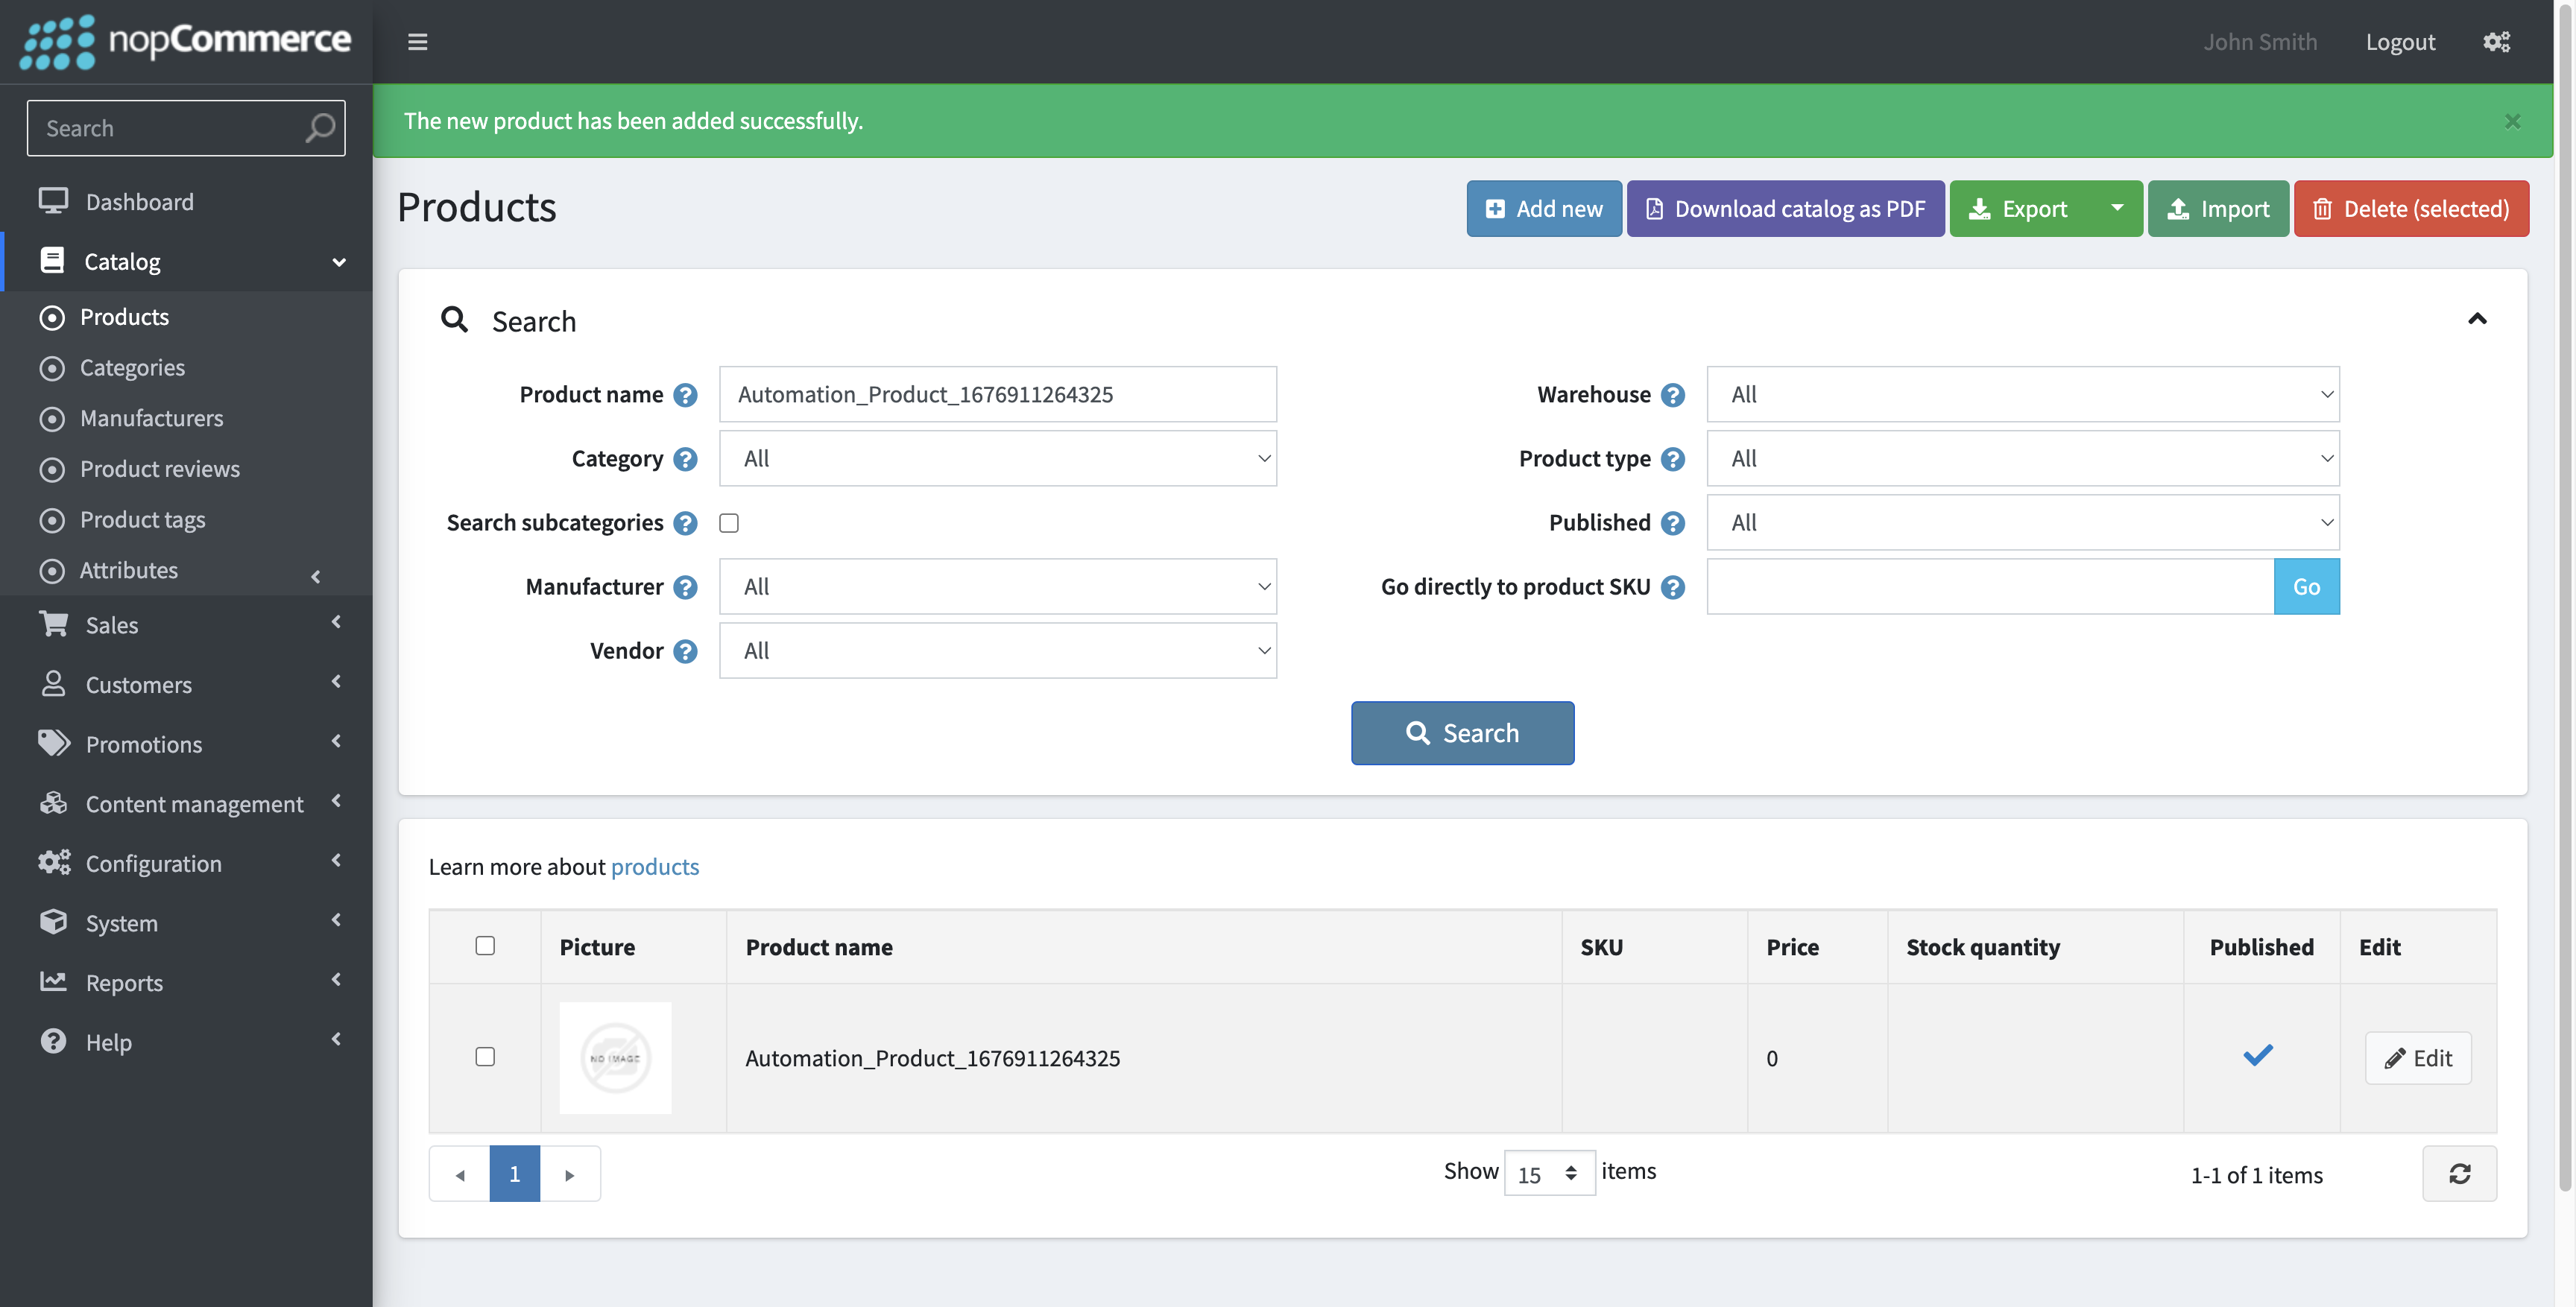 nopCommerce
John Smith
Logout
Search
The new product has been added successfully.
Dashboard
Catalog
Products
Categories
Manufacturers
Product reviews
Product tags
Attributes
Sales
Customers
Promotions
Content management
Configuration
System
Reports
Help
Products
Add new
Download catalog as PDF
Export
Import
Delete (selected)
Search
Product name ? Automation_Product_1676911264325
Category ? All
Search subcategories ?
Manufacturer ? All
Vendor ? All
Warehouse ? All
Product type ? All
Published ? All
Go directly to product SKU ? Go
Search
Learn more about products
Picture Product name SKU Price Stock quantity Published Edit
NO IMAGE Automation_Product_1676911264325 0 Edit
1
Show 15 items
1-1 of 1 items